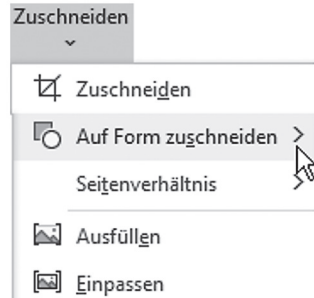 Zuschneiden
Zuschneiden
Auf Form zuschneiden
Seitenverhältnis
Ausfüllen
Einpassen